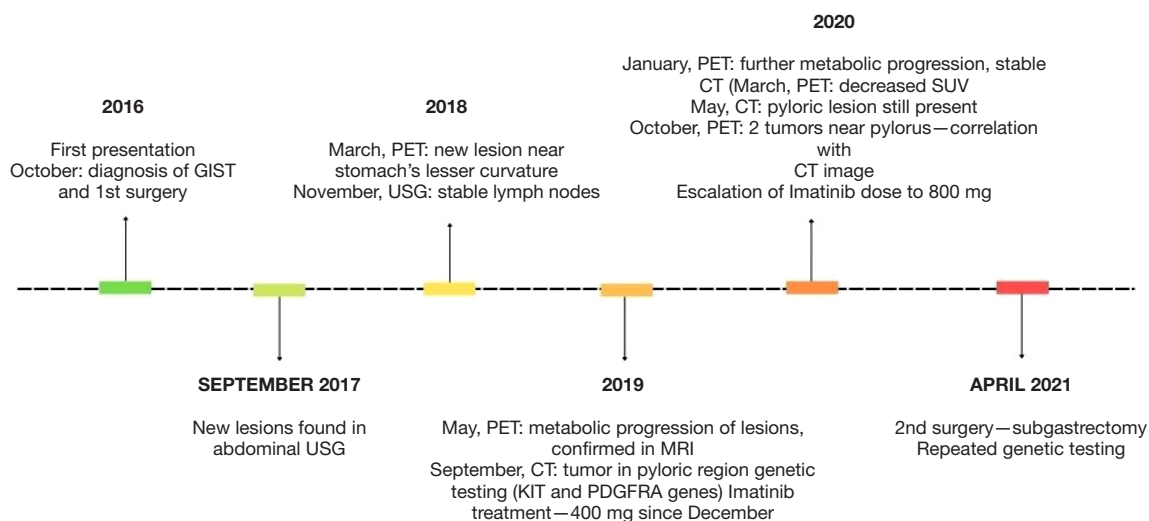 2016
First presentation
October: diagnosis of GIST
and 1st surgery
SEPTEMBER 2017
New lesions found in
abdominal USG
2018
March, PET: new lesion near
stomach’s lesser curvature
November, USG: stable lymph nodes
2019
May, PET: metabolic progression of lesions,
confirmed in MRI
September, CT: tumor in pyloric region genetic
testing (KIT and PDGFRA genes) Imatinib
treatment—400 mg since December
2020
January, PET: further metabolic progression, stable
CT (March, PET: decreased SUV
May, CT: pyloric lesion still present
October, PET: 2 tumors near pylorus—correlation
with
CT image
Escalation of Imatinib dose to 800 mg
APRIL 2021
2nd surgery—subgastrectomy
Repeated genetic testing